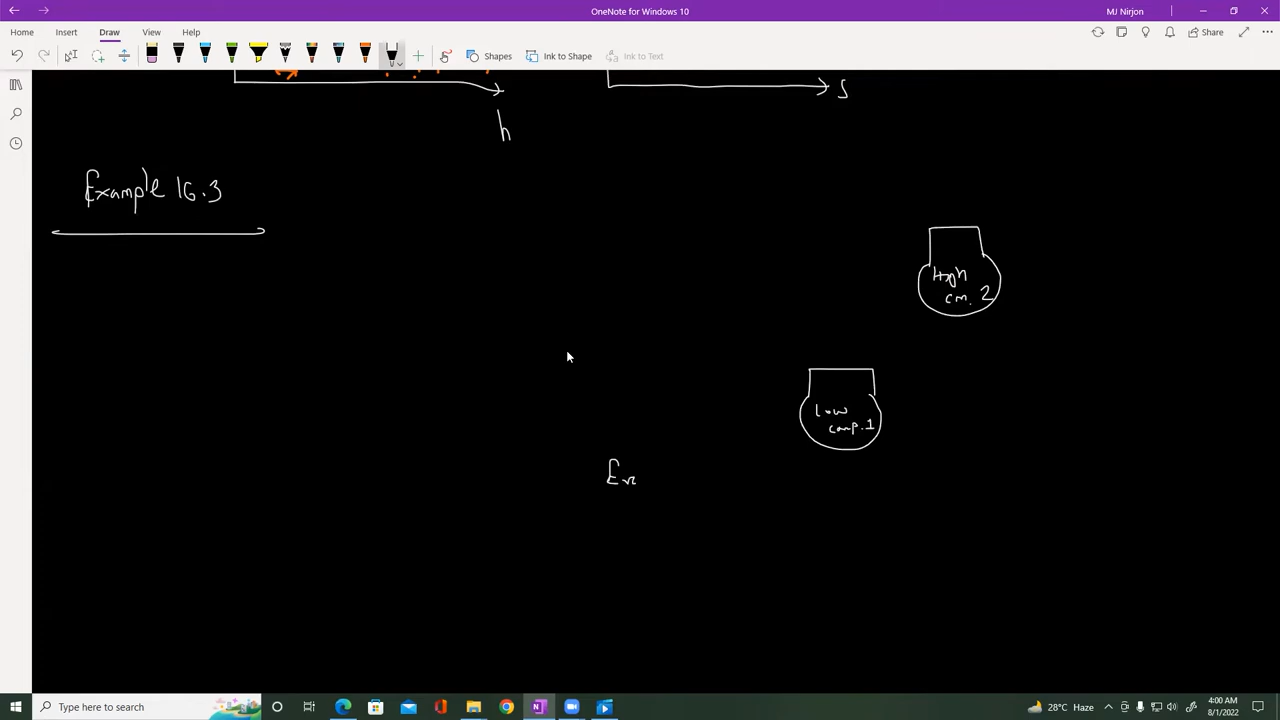 OneNote for Windows 10
MJ Nirjon
Home Insert Draw View Help
Share
Shapes
Ink to Shape
Ink to Text
s
h
Example 16.3
High
cm. 2
Low
comp. 1
Type here to search
28°C Haze
4:00 AM
8/1/2022